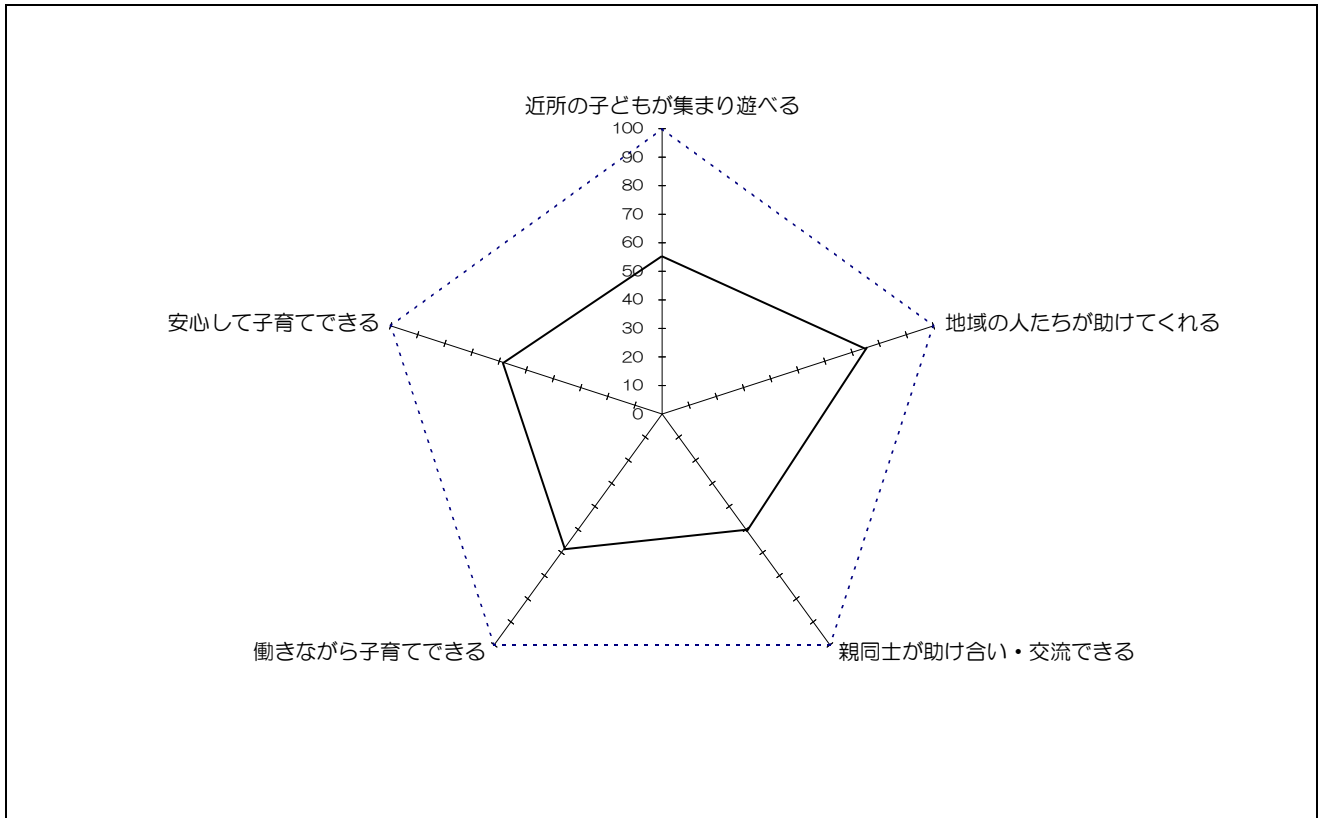 近所の子どもが集まり遊べる
100
90
80
70
60
50
40
30
20
10
0
安心して子育てできる
地域の人たちが助けてくれる
働きながら子育てできる
親同士が助け合い・交流できる